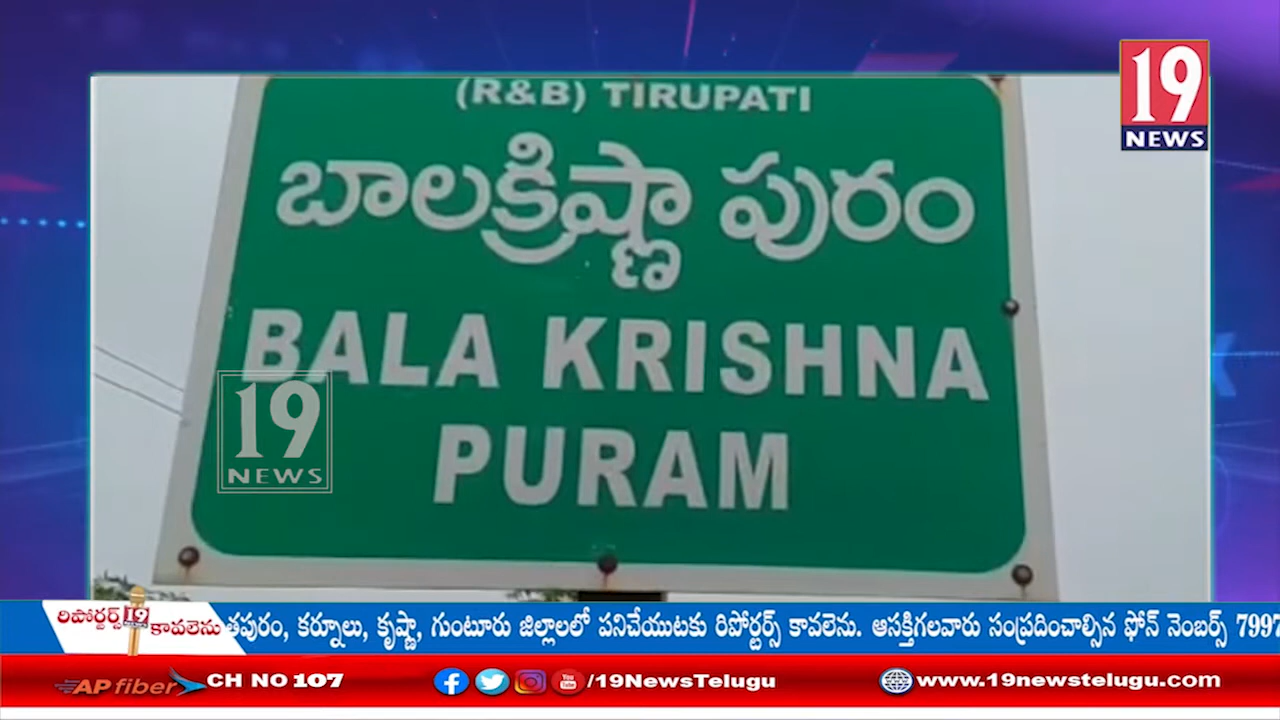 19
NEWS
(R&B) TIRUPATI
బాలక్రిష్ణా పురం
BALA KRISHNA
PURAM
19
NEWS
రిపోర్టర్స్ 19
కావలెను
తపురం, కర్నూలు, కృష్ణా, గుంటూరు జిల్లాలలో పనిచేయుటకు రిపోర్టర్స్ కావలెను. ఆసక్తిగలవారు సంప్రదించాల్సిన ఫోన్ నెంబర్స్ 7997
AP fiber CH NO 107 /19NewsTelugu www.19newstelugu.com